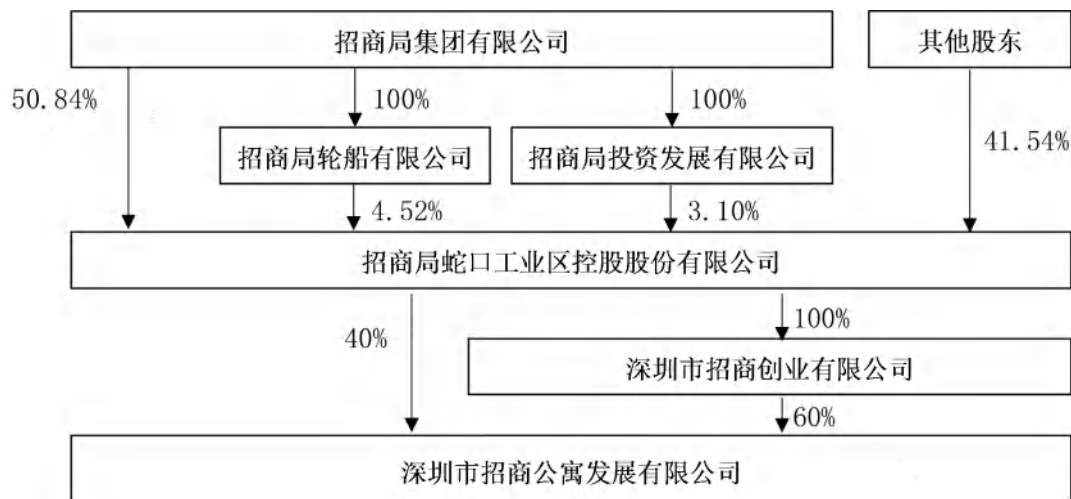 招商局集团有限公司
其他股东
50.84%
100%
100%
41.54%
招商局轮船有限公司
招商局投资发展有限公司
4.52%
3.10%
招商局蛇口工业区控股股份有限公司
40%
100%
深圳市招商创业有限公司
60%
深圳市招商公寓发展有限公司